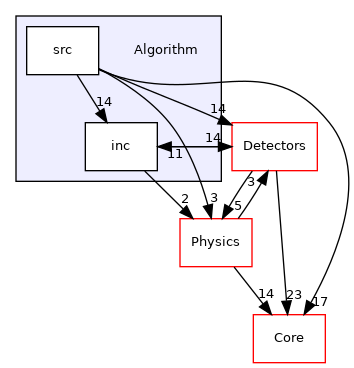 src
Algorithm
14
14
inc
14
11
Detectors
2
3
5
3
Physics
14
23
17
Core